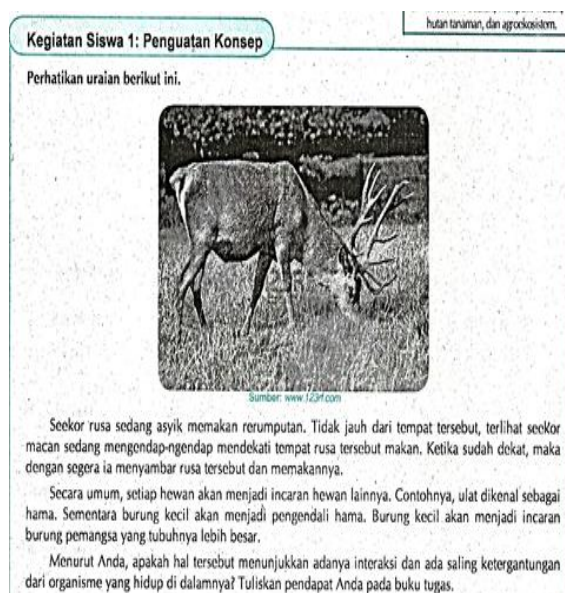 hutan tanaman, dan agroekosistem.
Kegiatan Siswa 1: Penguatan Konsep
Perhatikan uraian berikut ini.
Sumber: www.123rf.com
Seekor rusa sedang asyik memakan rerumputan. Tidak jauh dari tempat tersebut, terlihat seekor
macan sedang mengendap-ngendap mendekati tempat rusa tersebut makan. Ketika sudah dekat, maka
dengan segera ia menyambar rusa tersebut dan memakannya.
Secara umum, setiap hewan akan menjadi incaran hewan lainnya. Contohnya, ulat dikenal sebagai
hama. Sementara burung kecil akan menjadi pengendali hama. Burung kecil akan menjadi incaran
burung pemangsa yang tubuhnya lebih besar.
Menurut Anda, apakah hal tersebut menunjukkan adanya interaksi dan ada saling ketergantungan
dari organisme yang hidup di dalamnya? Tuliskan pendapat Anda pada buku tugas.